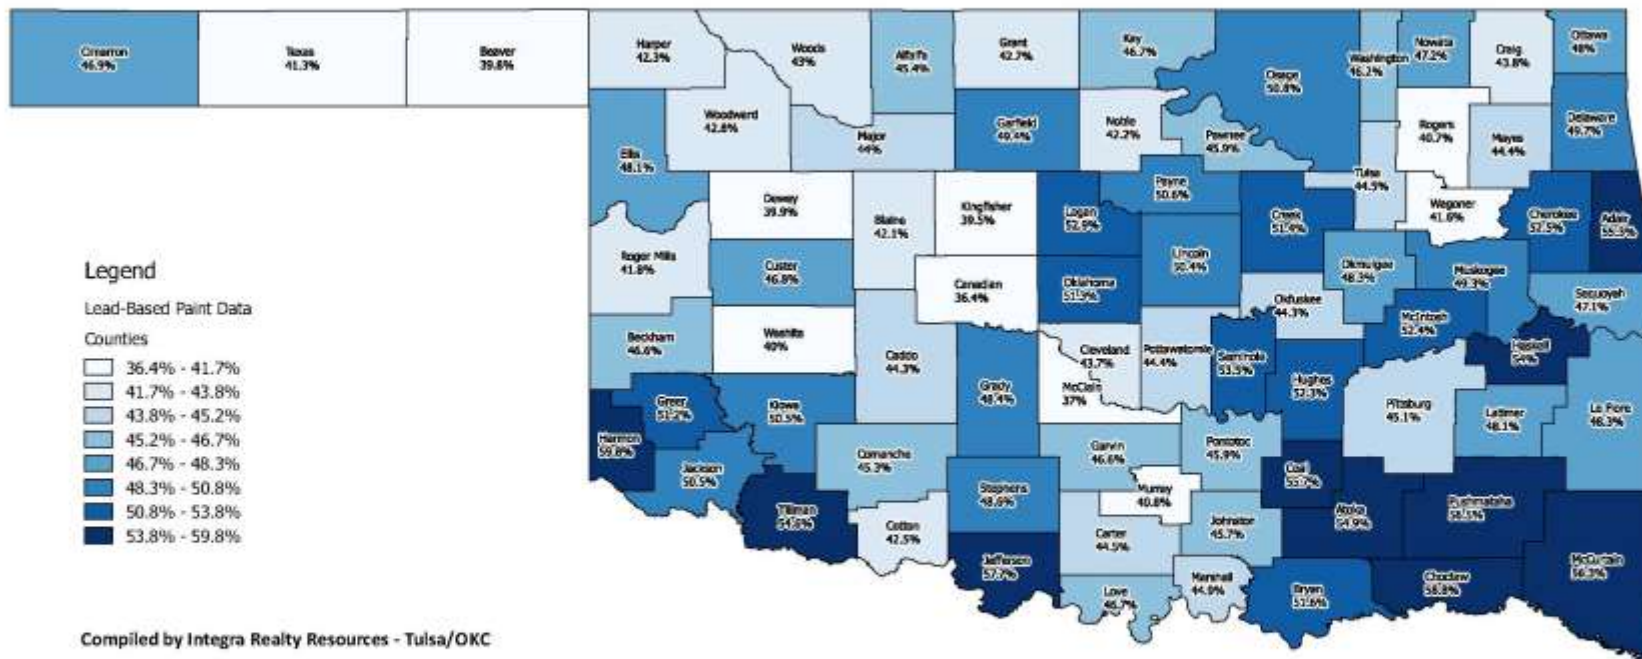 Cimarron
46.9%
Texas
41.3%
Beaver
39.8%
Harper
42.3%
Woods
43%
Alfalfa
45.4%
Grant
42.7%
Kay
46.7%
Osage
50.8%
Washington
46.2%
Nowata
47.2%
Craig
43.8%
Ottawa
48%
Woodward
42.8%
Major
44%
Garfield
49.4%
Noble
42.2%
Pawnee
45.9%
Rogers
40.7%
Mayes
44.4%
Delaware
49.7%
Ellis
48.1%
Dewey
39.9%
Blaine
42.1%
Kingfisher
39.5%
Logan
52.9%
Payne
50.6%
Creek
51.4%
Tulsa
44.5%
Wagoner
41.6%
Cherokee
52.5%
Adair
Roger Mills
41.8%
Custer
46.8%
Canadian
36.4%
Oklahoma
51.9%
Lincoln
50.4%
Okmulgee
48.3%
Muskogee
49.3%
Sequoyah
47.1%
Legend
Lead-Based Paint Data
Counties
36.4% - 41.7%
41.7% - 43.8%
43.8% - 45.2%
45.2% - 46.7%
46.7% - 48.3%
48.3% - 50.8%
50.8% - 53.8%
53.8% - 59.8%
Beckham
46.6%
Washita
40%
Caddo
44.3%
Grady
48.4%
Cleveland
43.7%
McClain
37%
Pottawatomie
44.4%
Seminole
53.5%
Okfuskee
44.3%
Hughes
52.3%
McIntosh
52.4%
Haskell
54%
Pittsburg
45.1%
Latimer
48.1%
Le Flore
48.3%
Harmon
59.8%
Greer
51.2%
Kiowa
50.5%
Jackson
50.5%
Tillman
54.6%
Comanche
45.3%
Cotton
42.5%
Stephens
48.6%
Jefferson
57.7%
Garvin
46.6%
Murray
40.8%
Pontotoc
45.9%
Coal
55.7%
Atoka
54.9%
Pushmataha
Carter
44.5%
Johnston
45.7%
Love
46.7%
Marshall
44.9%
Bryan
51.6%
Choctaw
58.8%
McCurtain
56.3%
Compiled by Integra Realty Resources - Tulsa/OKC